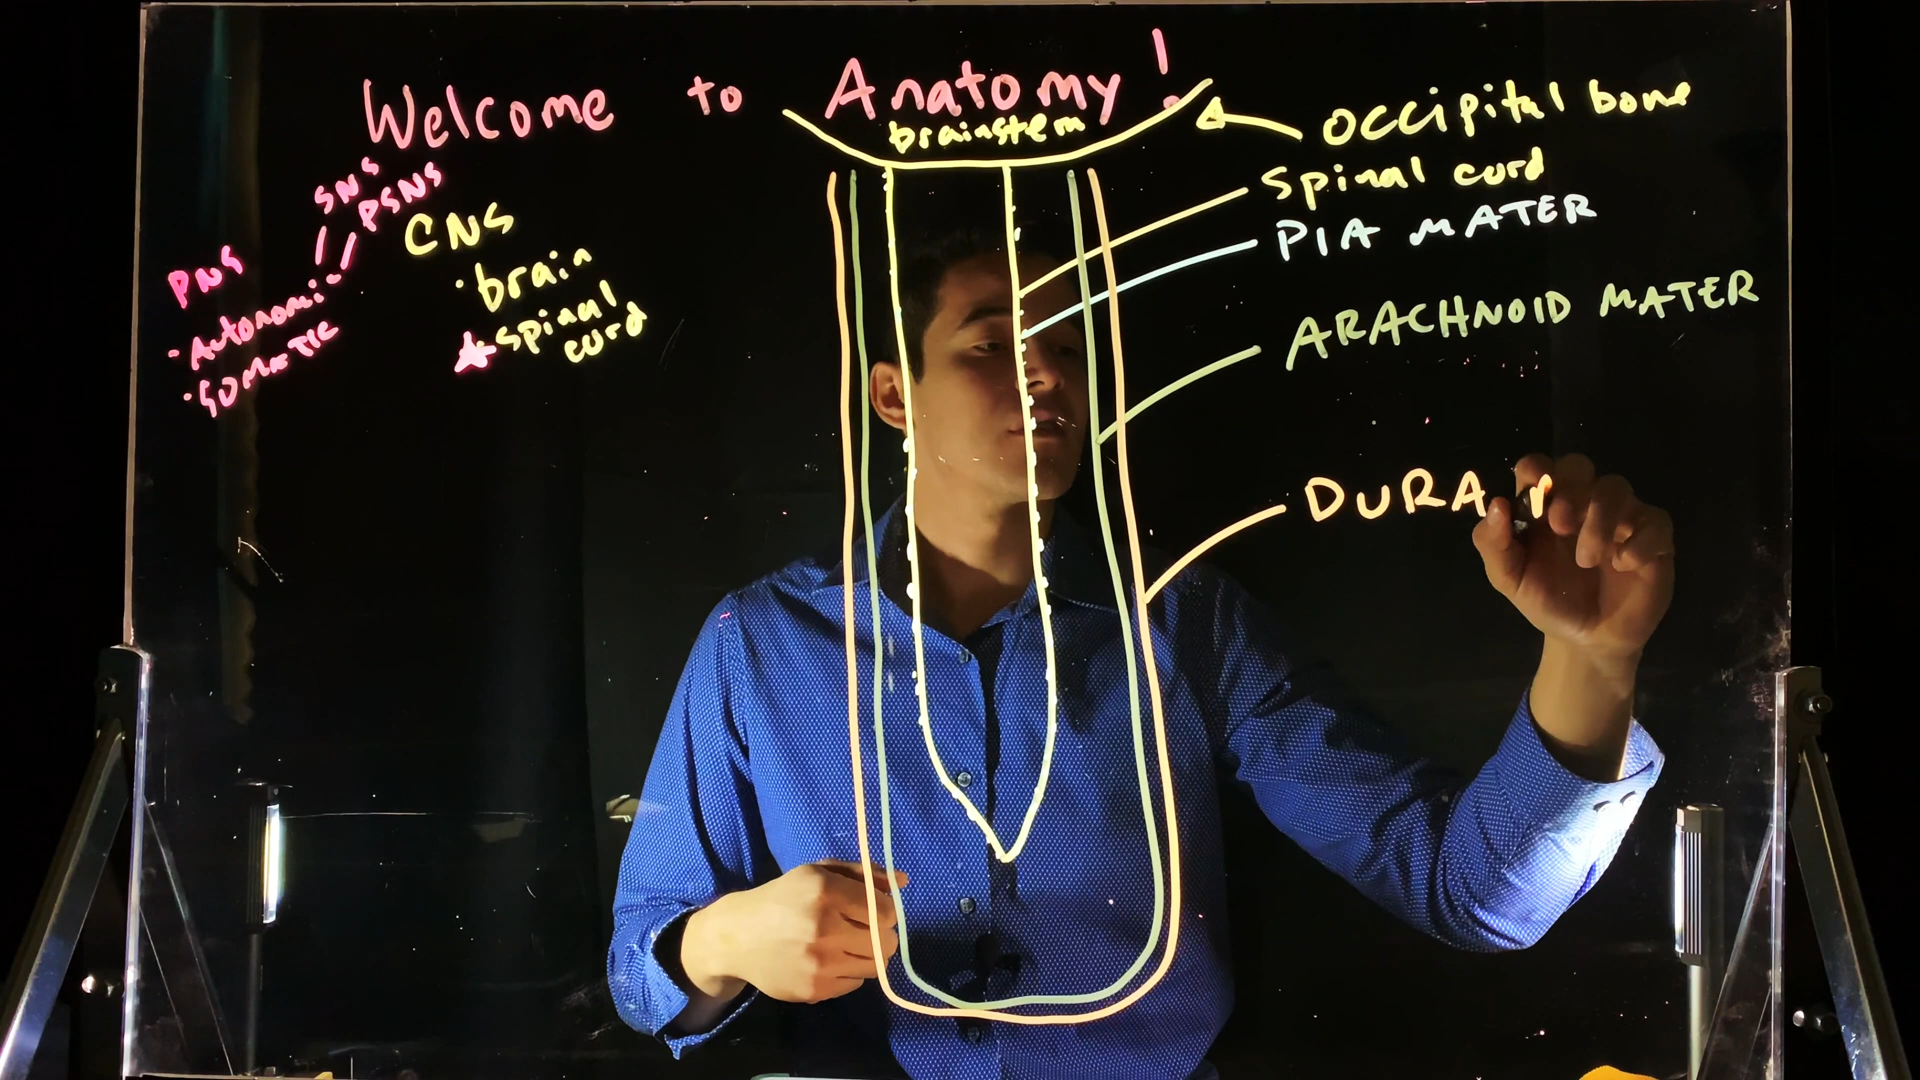 Welcome to Anatomy!
brainstem
occipital bone
spinal cord
PIA MATER
ARACHNOID MATER
DURA
SNS
PSNS
CNS
•brain
spinal
cord
PNS
•Autonomic
•SOMATIC